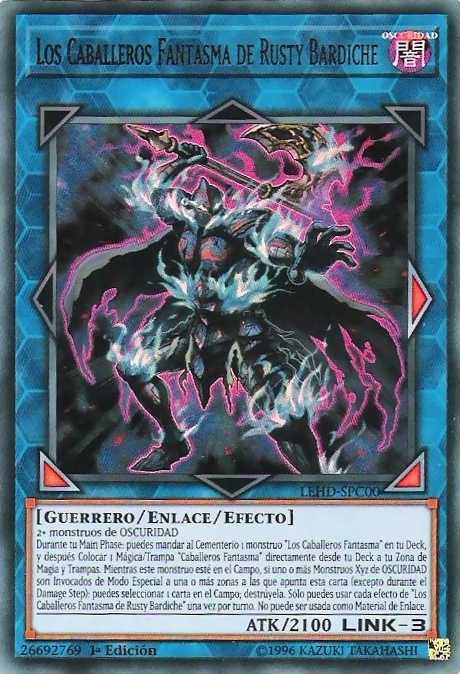 Los Caballeros Fantasma de Rusty Bardiche
OSCURIDAD
闇
LEHD-SPC00
[Guerrero/Enlace/Efecto]
2+ monstruos de OSCURIDAD
Durante tu Main Phase: puedes mandar al Cementerio 1 monstruo "Los Caballeros Fantasma" en tu Deck,
y después Colocar 1 Mágica/Trampa "Caballeros Fantasma" directamente desde tu Deck a tu Zona de
Magia y Trampas. Mientras este monstruo esté en el Campo, si uno o más Monstruos Xyz de OSCURIDAD
son Invocados de Modo Especial a una o más zonas a las que apunta esta carta (excepto durante el
Damage Step): puedes seleccionar 1 carta en el Campo; destrúyela. Sólo puedes usar cada efecto de "Los
Caballeros Fantasma de Rusty Bardiche" una vez por turno. No puede ser usada como Material de Enlace.
ATK/2100 LINK-3
26692769 1a Edición ©1996 KAZUKI TAKAHASHI